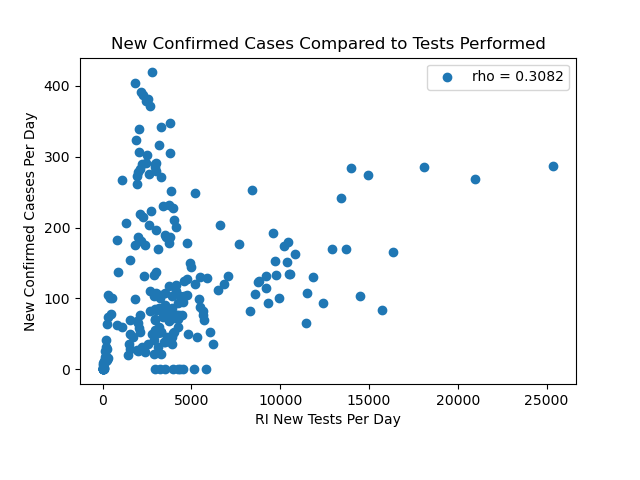 New Confirmed Cases Compared to Tests Performed
rho = 0.3082
New Confirmed Caeses Per Day
400
300
200
100
0
0 5000 10000 15000 20000 25000
RI New Tests Per Day